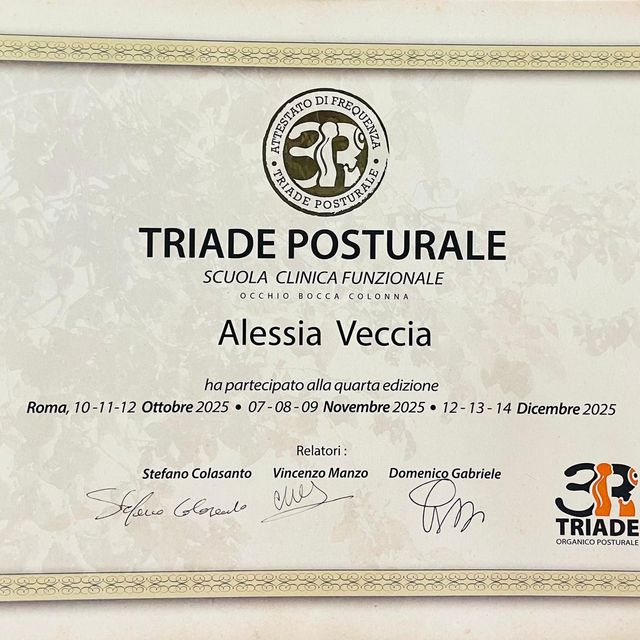 ATTESTATO DI FREQUENZA
TRIADE POSTURALE
TRIADE POSTURALE
SCUOLA CLINICA FUNZIONALE
OCCHIO BOCCA COLONNA
Alessia Veccia
ha partecipato alla quarta edizione
Roma, 10-11-12 Ottobre 2025 • 07-08-09 Novembre 2025 • 12-13-14 Dicembre 2025
Relatori :
Stefano Colasanto Vincenzo Manzo Domenico Gabriele
Stefano Colasanto
TRIADE
ORGANICO POSTURALE